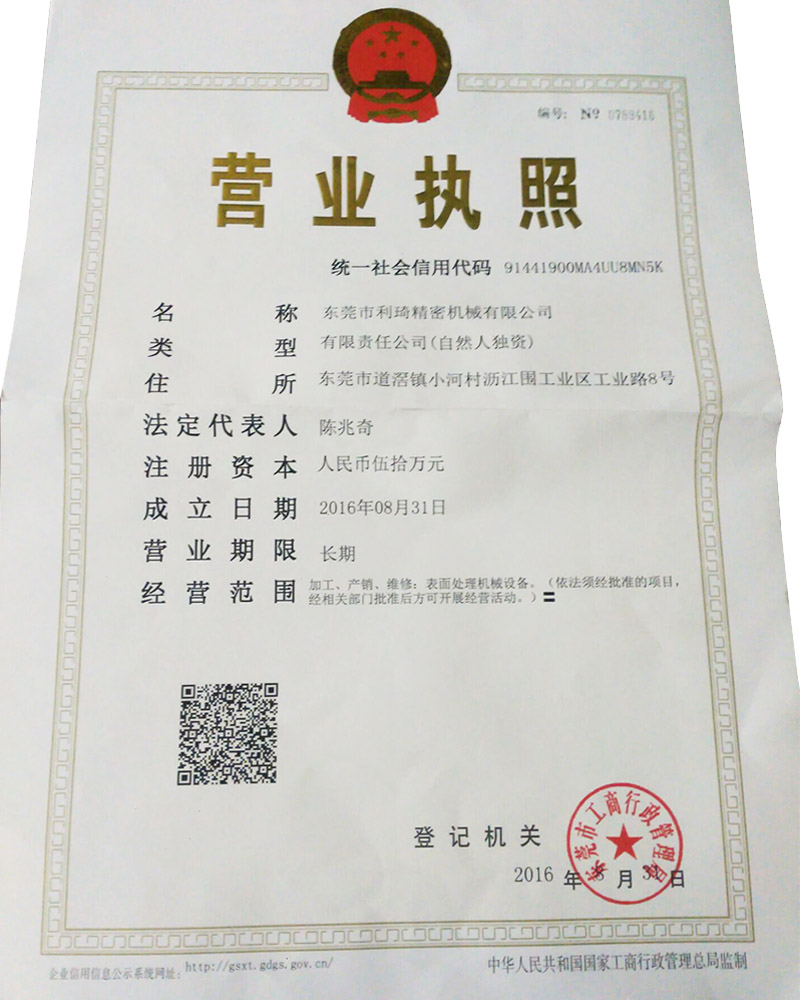 编号: No 0789416
营业执照
统一社会信用代码 91441900MA4UU8MN5K
名称 东莞市利琦精密机械有限公司
类型 有限责任公司(自然人独资)
住所 东莞市道滘镇小河村沥江围工业区工业路8号
法定代表人 陈兆奇
注册资本 人民币伍拾万元
成立日期 2016年08月31日
营业期限 长期
经营范围 加工、产销、维修：表面处理机械设备。（依法须经批准的项目，
经相关部门批准后方可开展经营活动。）〓
东莞市工商行政管理局
登记机关
2016 年 8 月 31 日
企业信用信息公示系统网址: http://gsxt.gdgs.gov.cn/
中华人民共和国国家工商行政管理总局监制